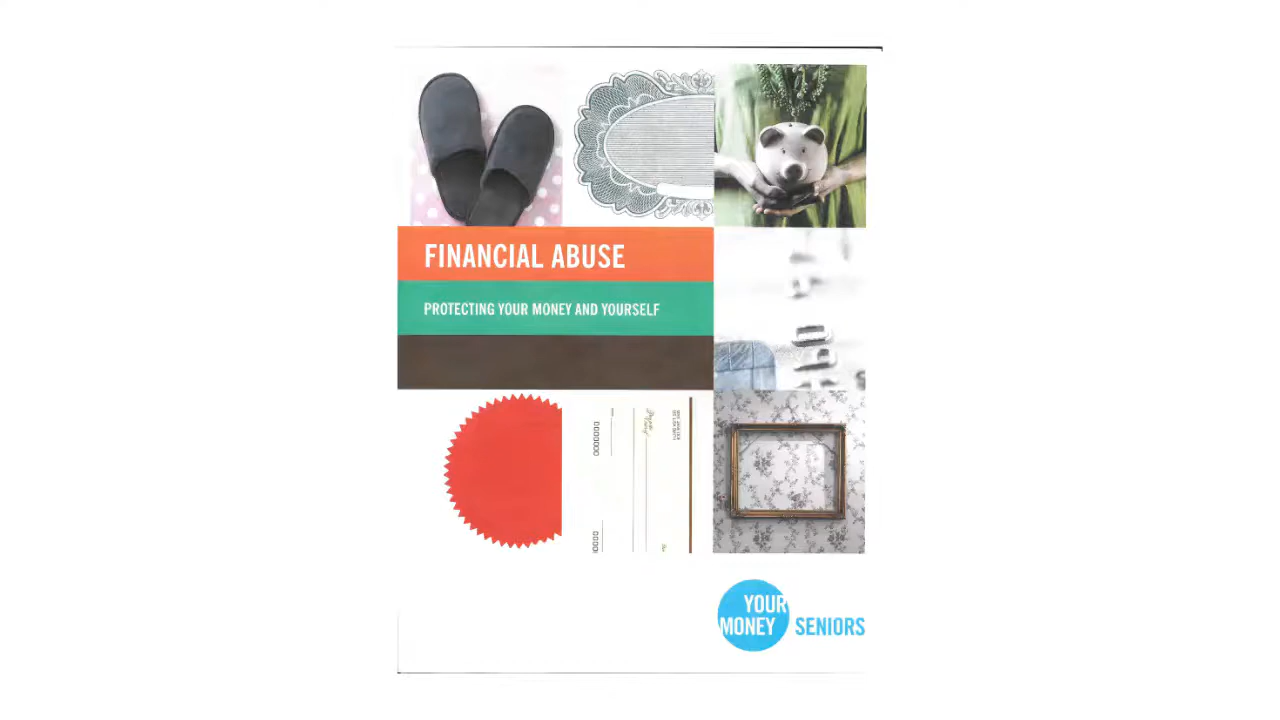 FINANCIAL ABUSE
PROTECTING YOUR MONEY AND YOURSELF
YOUR
MONEY SENIORS